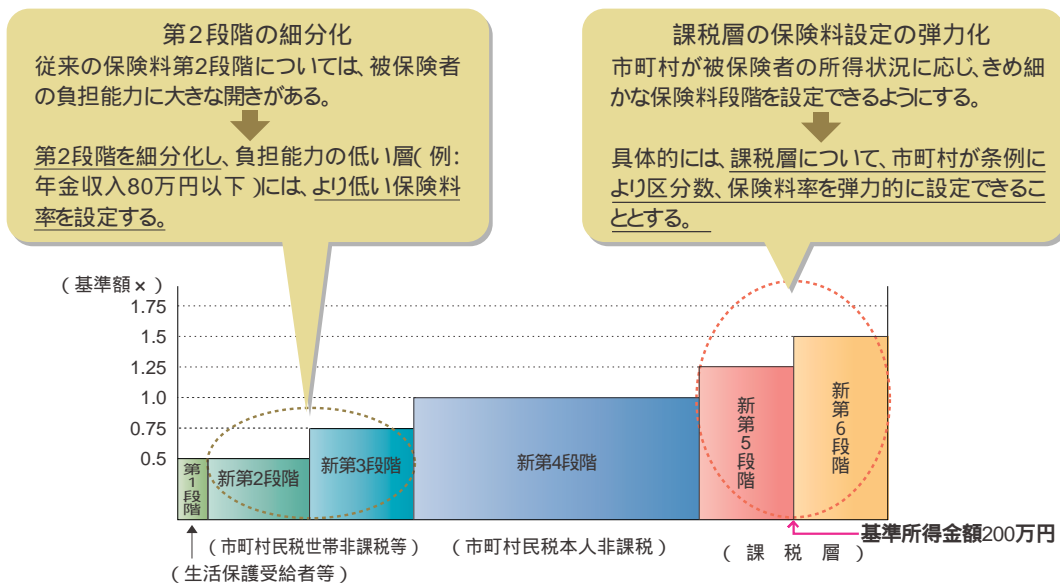 第2段階の細分化
従来の保険料第2段階については、被保険者
の負担能力に大きな開きがある。
第2段階を細分化し、負担能力の低い層(例:
年金収入80万円以下)には、より低い保険料
率を設定する。
課税層の保険料設定の弾力化
市町村が被保険者の所得状況に応じ、きめ細
かな保険料段階を設定できるようにする。
具体的には、課税層について、市町村が条例
により区分数、保険料率を弾力的に設定できるこ
ととする。
(基準額×)
1.75
1.5
1.25
1.0
0.75
0.5
第1段階
新第2段階
新第3段階
新第4段階
新第5段階
新第6段階
基準所得金額200万円
(市町村民税世帯非課税等)
(市町村民税本人非課税)
(課税層)
(生活保護受給者等)